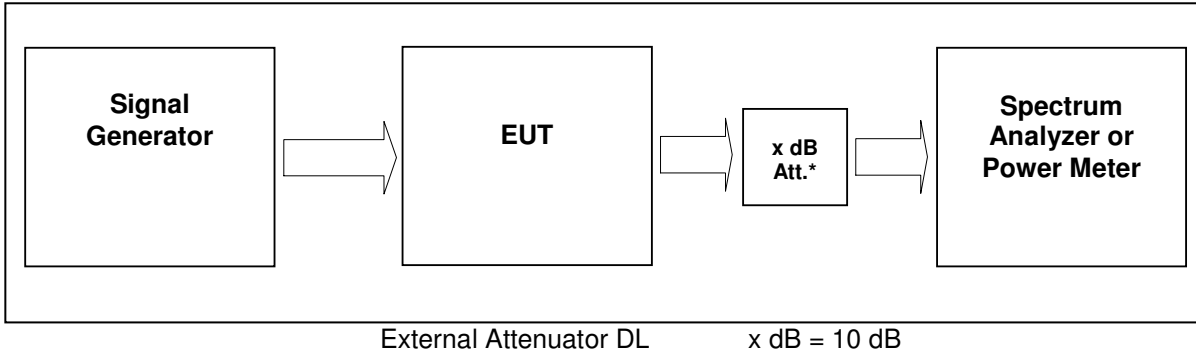 Signal
Generator
EUT
x dB
Att.*
Spectrum
Analyzer or
Power Meter
External Attenuator DL x dB = 10 dB